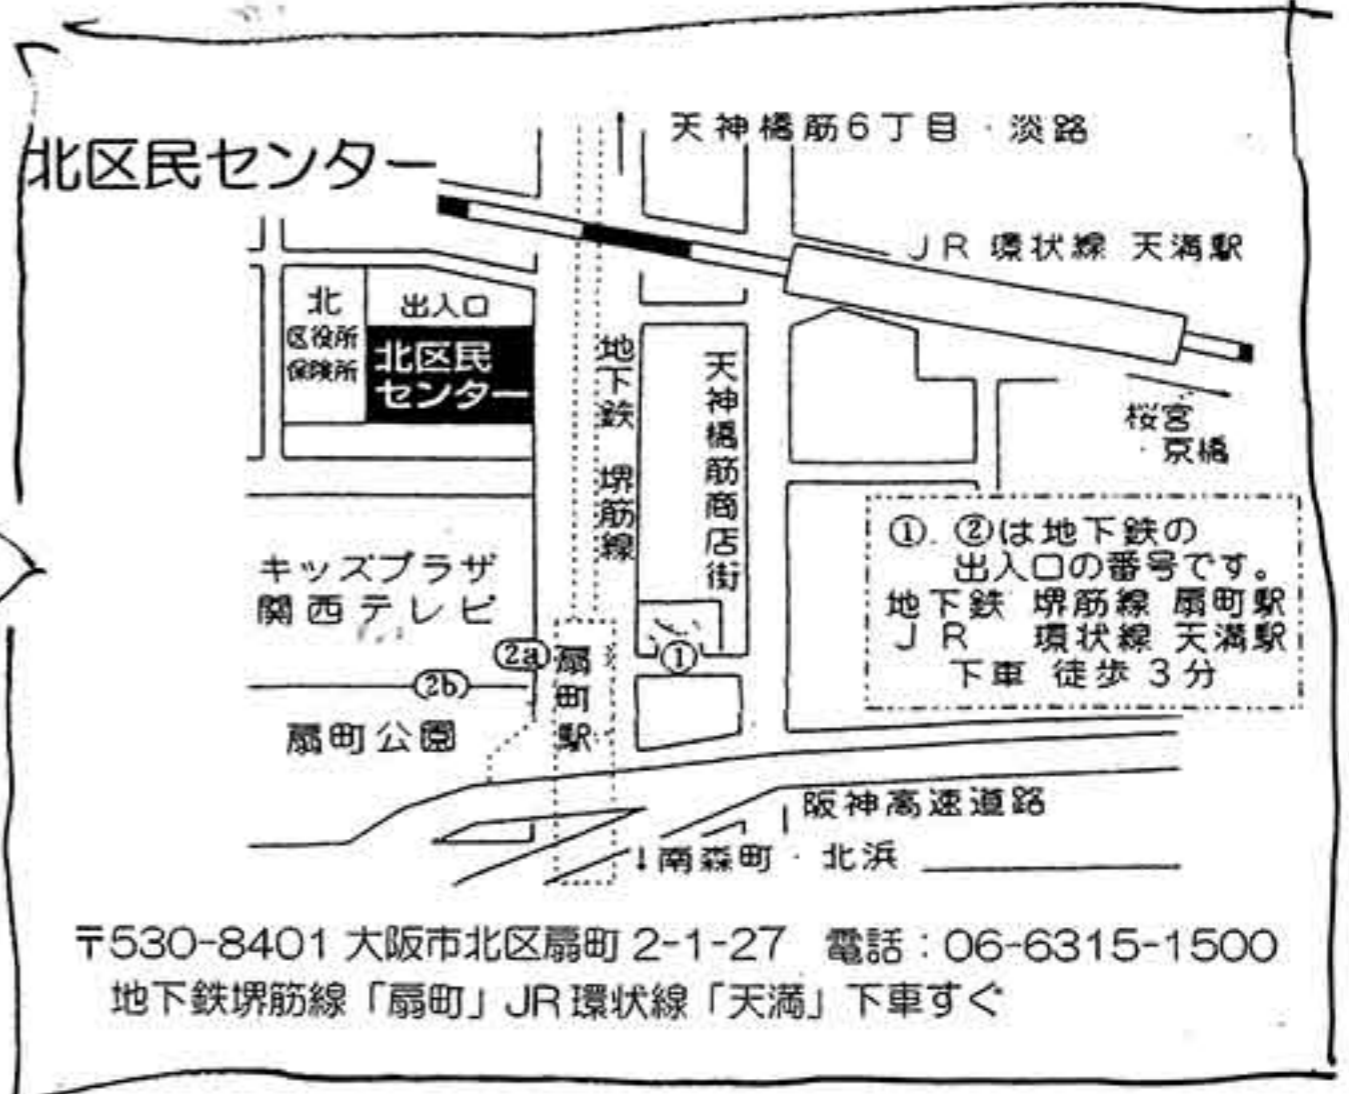 北区民センター
天神橋筋6丁目・淡路
JR 環状線 天満駅
北
区役所
保険所
出入口
北区民
センター
地下鉄 堺筋線
天神橋筋商店街
桜宮
・京橋
①. ②は地下鉄の
出入口の番号です。
地下鉄 堺筋線 扇町駅
JR 環状線 天満駅
下車 徒歩3分
キッズプラザ
関西テレビ
②a
扇町駅
①
②b
扇町公園
阪神高速道路
↓南森町・北浜
〒530-8401 大阪市北区扇町2-1-27 電話:06-6315-1500
地下鉄堺筋線「扇町」JR環状線「天満」下車すぐ